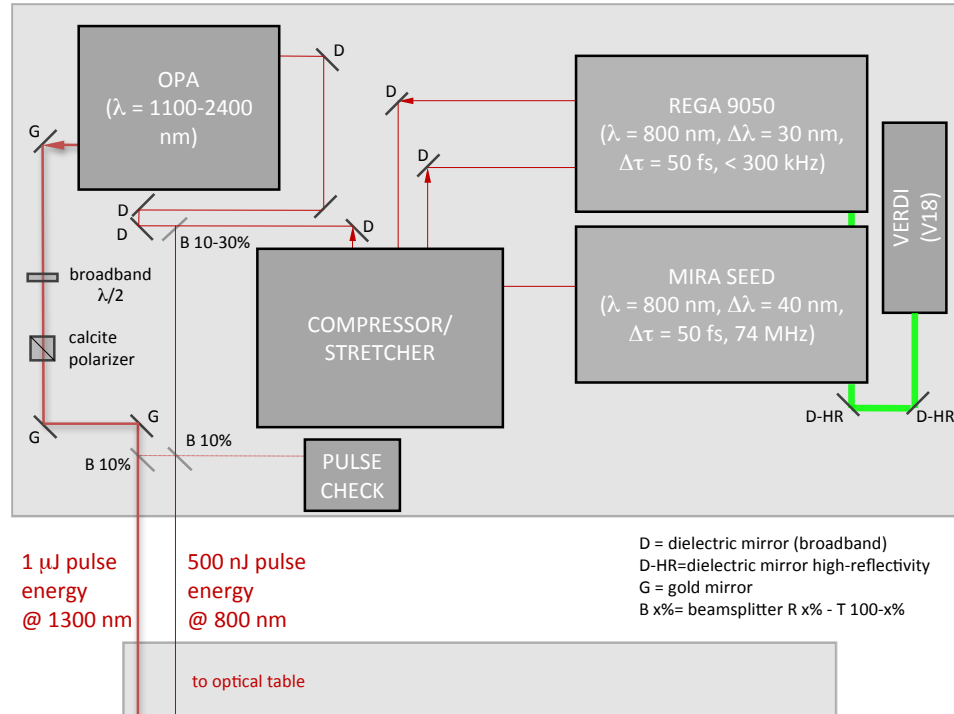 D
OPA
(λ = 1100-2400
nm)
G
D
D
B 10-30%
D
D
D
REGA 9050
(λ = 800 nm, Δλ = 30 nm,
Δτ = 50 fs, < 300 kHz)
VERDI
(V18)
MIRA SEED
(λ = 800 nm, Δλ = 40 nm,
Δτ = 50 fs, 74 MHz)
COMPRESSOR/
STRETCHER
broadband
λ/2
calcite
polarizer
G
G
D-HR
D-HR
B 10%
B 10%
PULSE
CHECK
1 μJ pulse
energy
@ 1300 nm
500 nJ pulse
energy
@ 800 nm
D = dielectric mirror (broadband)
D-HR=dielectric mirror high-reflectivity
G = gold mirror
B x%= beamsplitter R x% - T 100-x%
to optical table